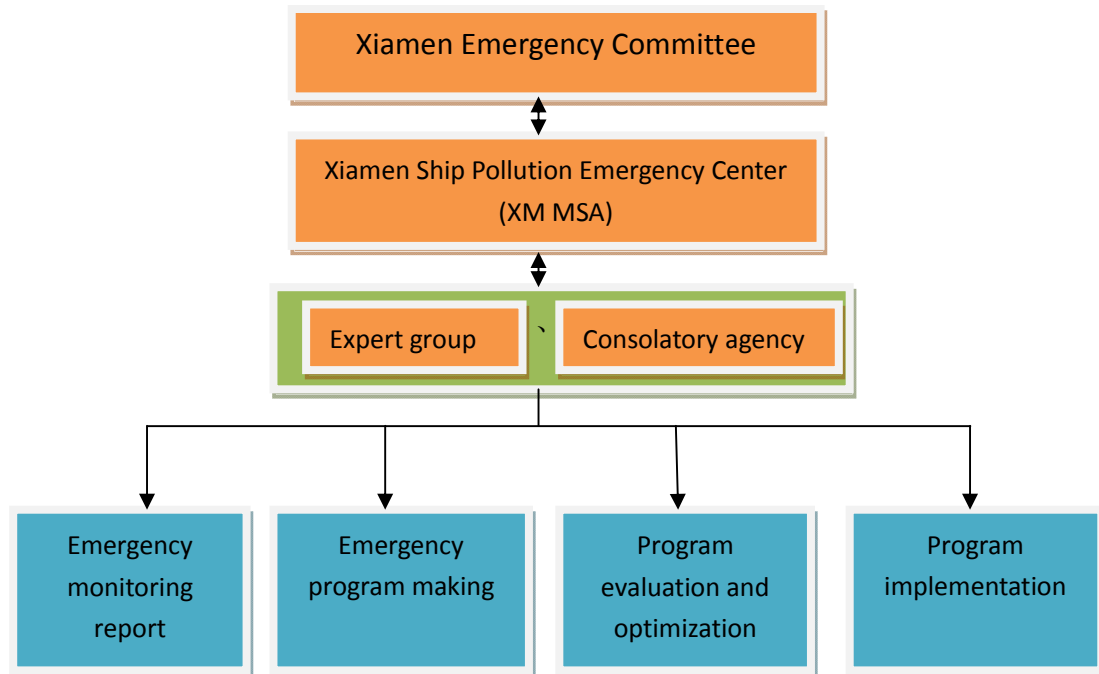 Xiamen Emergency Committee
Xiamen Ship Pollution Emergency Center
(XM MSA)
Expert group 、 Consolatory agency
Emergency
monitoring
report
Emergency
program making
Program
evaluation and
optimization
Program
implementation